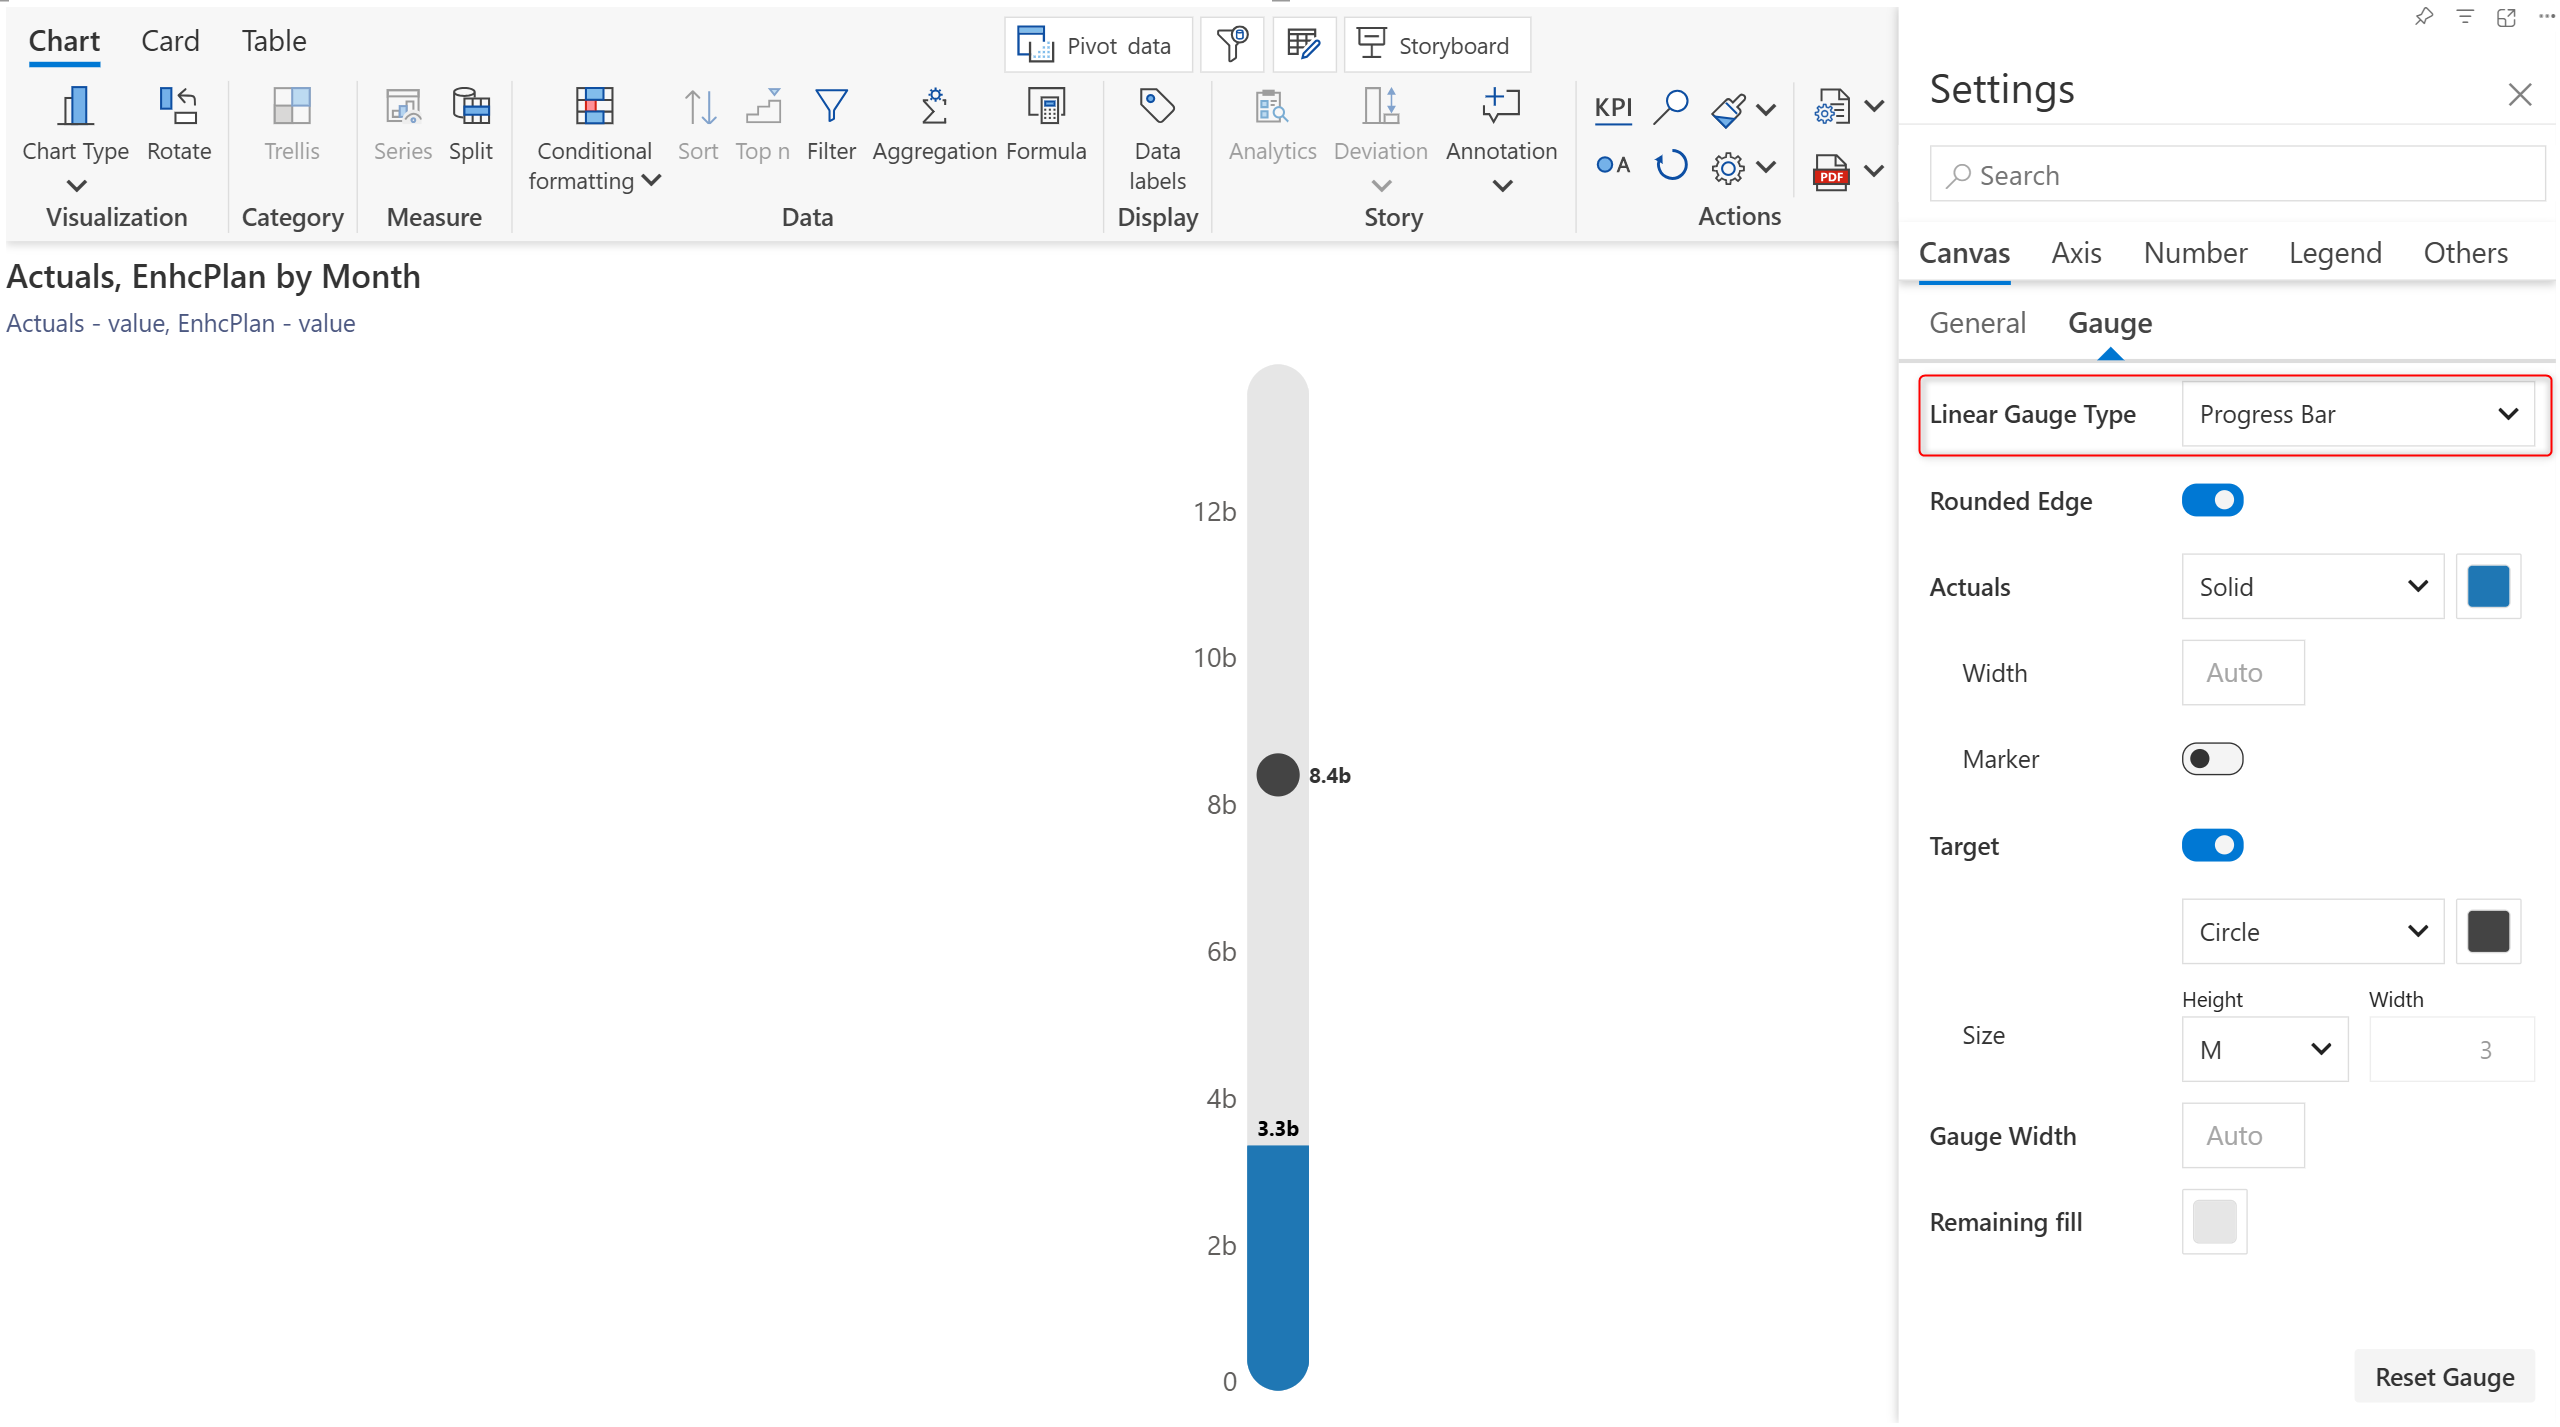 Chart Card Table
Pivot data Storyboard
Chart Type Rotate Trellis Series Split Conditional formatting Sort Top n Filter Aggregation Formula Data labels Analytics Deviation Annotation
KPI
A
PDF
Visualization Category Measure Data Display Story Actions
Actuals, EnhcPlan by Month
Actuals - value, EnhcPlan - value
12b
10b
8.4b
8b
6b
4b
3.3b
2b
0
Settings
Search
Canvas Axis Number Legend Others
General Gauge
Linear Gauge Type Progress Bar
Rounded Edge
Actuals Solid
Width Auto
Marker
Target
Circle
Height Width
Size M 3
Gauge Width Auto
Remaining fill
Reset Gauge